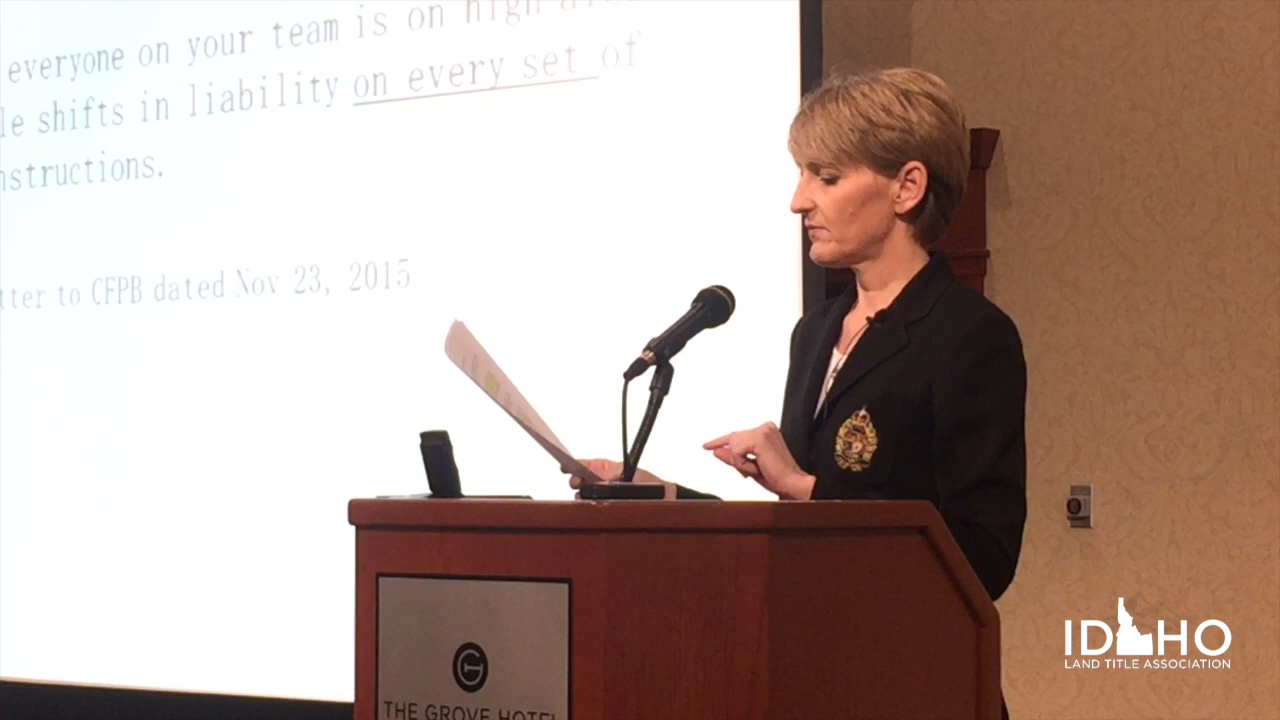 everyone on your team is on high
shifts in liability on every set of
nstructions.
tter to CFPB dated Nov 23, 2015
G
THE GROVE HOTEL
IDAHO
LAND TITLE ASSOCIATION